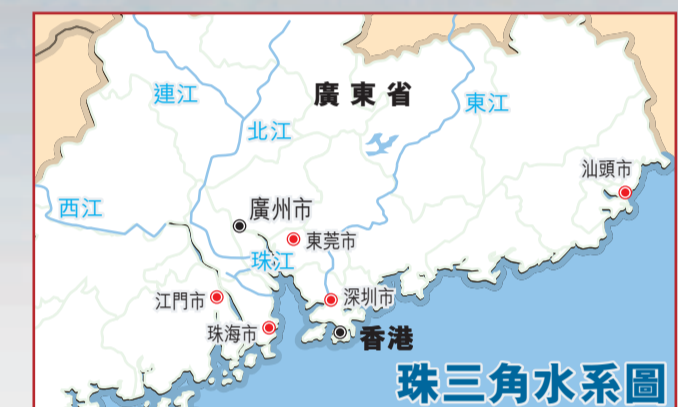 連江
廣東省
東江
北江
汕頭市
西江
廣州市
東莞市
珠江
江門市
深圳市
珠海市
香港
珠三角水系圖